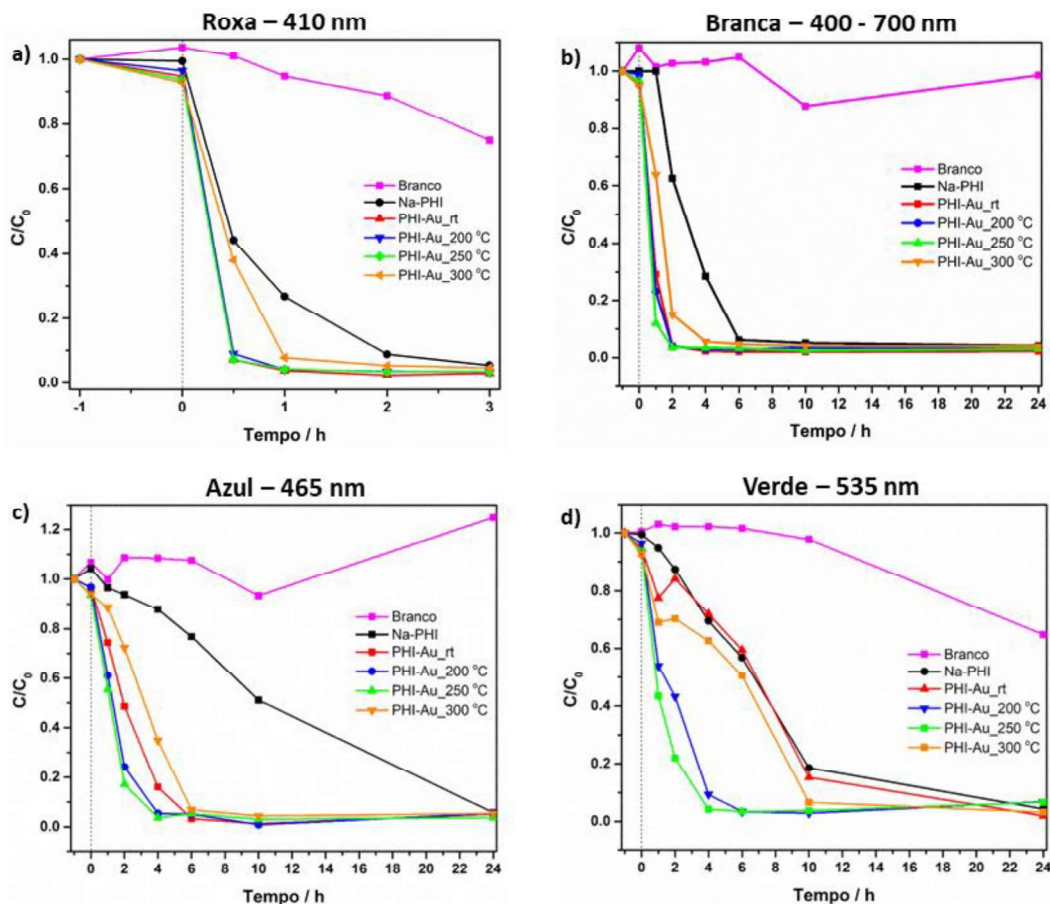 Roxa – 410 nm
a)
1.0
0.8
0.6
0.4
0.2
0.0
C/C₀
Branco
Na-PHI
PHI-Au_rt
PHI-Au_200 °C
PHI-Au_250 °C
PHI-Au_300 °C
-1 0 1 2 3
Tempo / h
Branca – 400 - 700 nm
b)
1.0
0.8
0.6
0.4
0.2
0.0
C/C₀
Branco
Na-PHI
PHI-Au_rt
PHI-Au_200 °C
PHI-Au_250 °C
PHI-Au_300 °C
0 2 4 6 8 10 12 14 16 18 20 22 24
Tempo / h
Azul – 465 nm
c)
1.2
1.0
0.8
0.6
0.4
0.2
0.0
C/C₀
Branco
Na-PHI
PHI-Au_rt
PHI-Au_200 °C
PHI-Au_250 °C
PHI-Au_300 °C
0 2 4 6 8 10 12 14 16 18 20 22 24
Tempo / h
Verde – 535 nm
d)
1.0
0.8
0.6
0.4
0.2
0.0
C/C₀
Branco
Na-PHI
PHI-Au_rt
PHI-Au_200 °C
PHI-Au_250 °C
PHI-Au_300 °C
0 2 4 6 8 10 12 14 16 18 20 22 24
Tempo / h